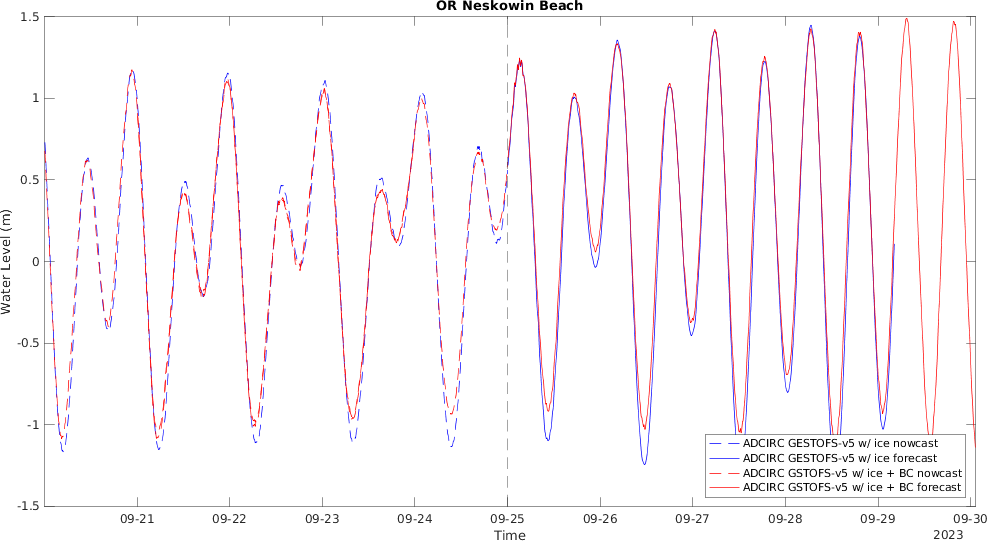 OR Neskowin Beach
1.5
1
0.5
0
-0.5
-1
-1.5
Water Level (m)
09-21
09-22
09-23
09-24
09-25
09-26
09-27
09-28
09-29
09-30
Time
2023
ADCIRC GESTOFS-v5 w/ ice nowcast
ADCIRC GESTOFS-v5 w/ ice forecast
ADCIRC GSTOFS-v5 w/ ice + BC nowcast
ADCIRC GSTOFS-v5 w/ ice + BC forecast